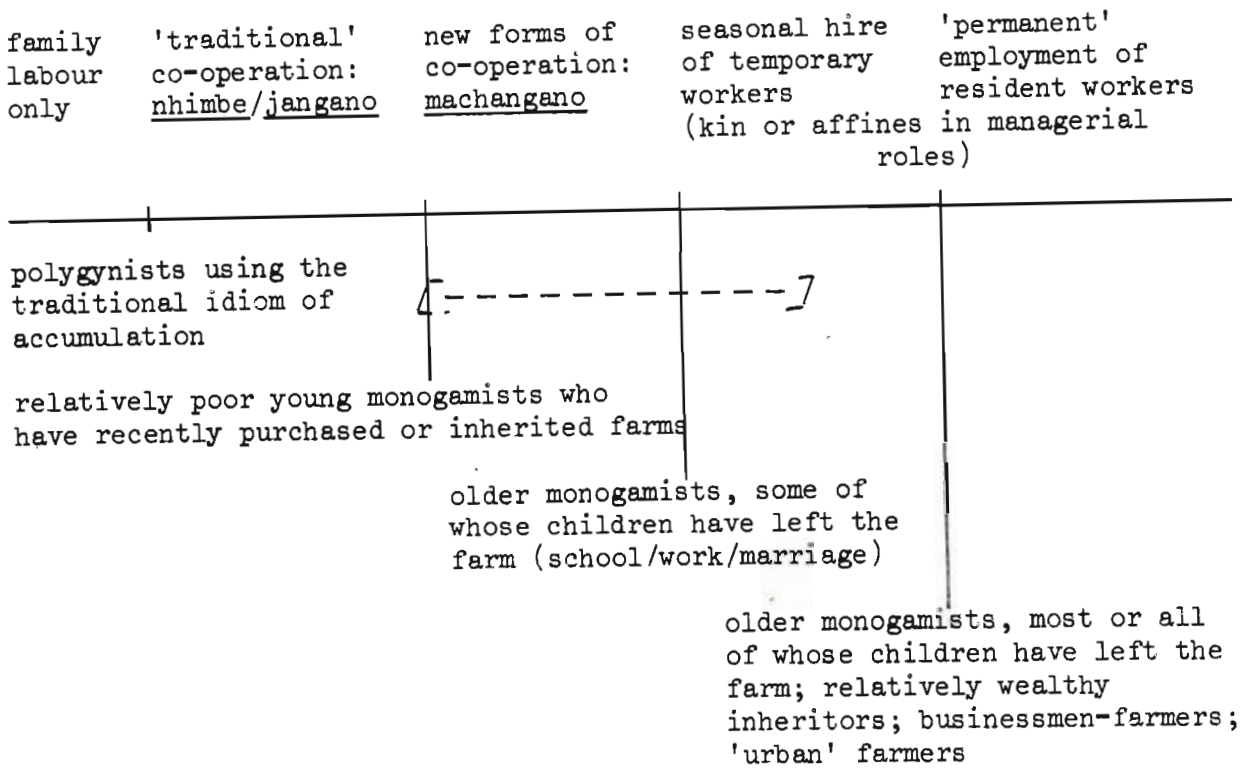 family
labour
only
'traditional'
co-operation:
nhimbe/jangano
new forms of
co-operation:
machangano
seasonal hire
of temporary
workers
'permanent'
employment of
resident workers
(kin or affines in managerial
roles)
polygynists using the
traditional idiom of
accumulation
relatively poor young monogamists who
have recently purchased or inherited farms
older monogamists, some of
whose children have left the
farm (school/work/marriage)
older monogamists, most or all
of whose children have left the
farm; relatively wealthy
inheritors; businessmen-farmers;
'urban' farmers